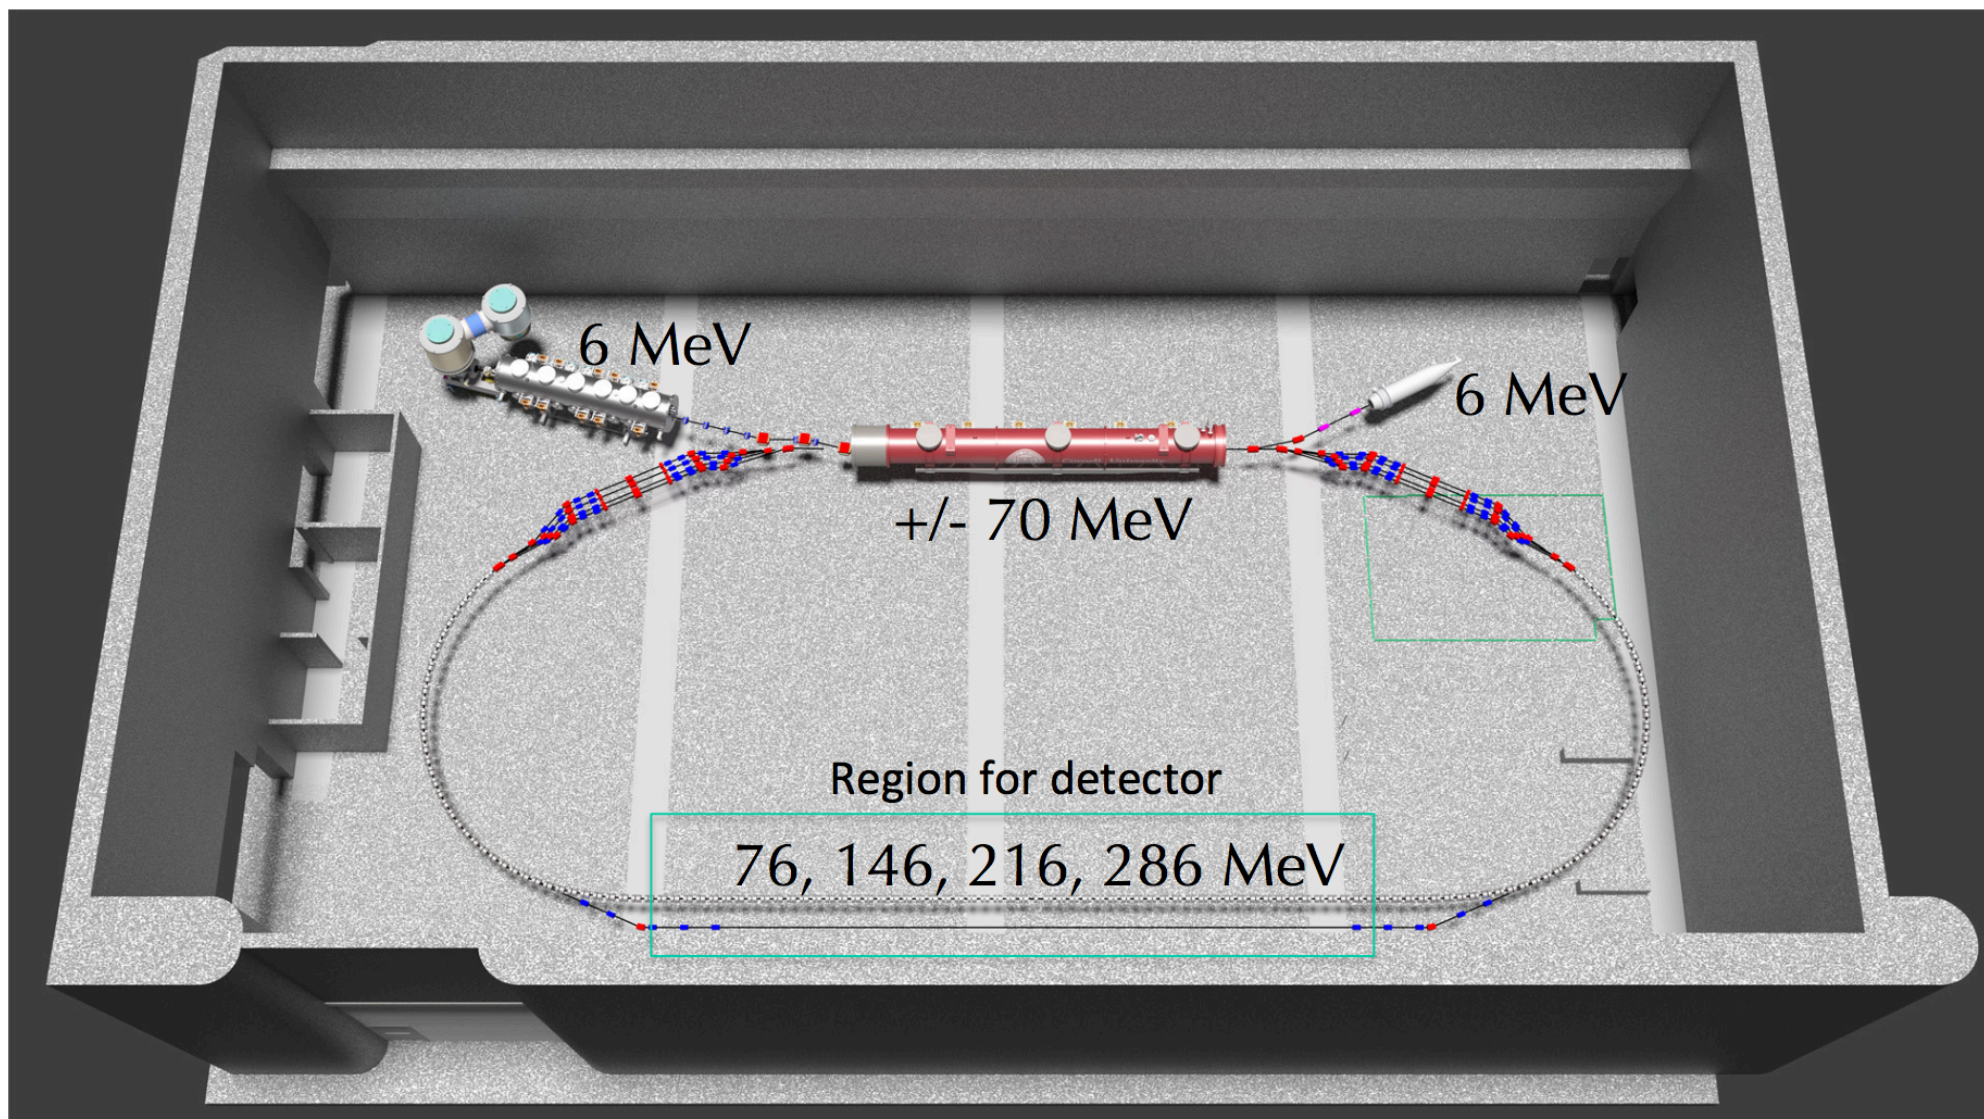 6 MeV
6 MeV
+/- 70 MeV
Region for detector
76, 146, 216, 286 MeV